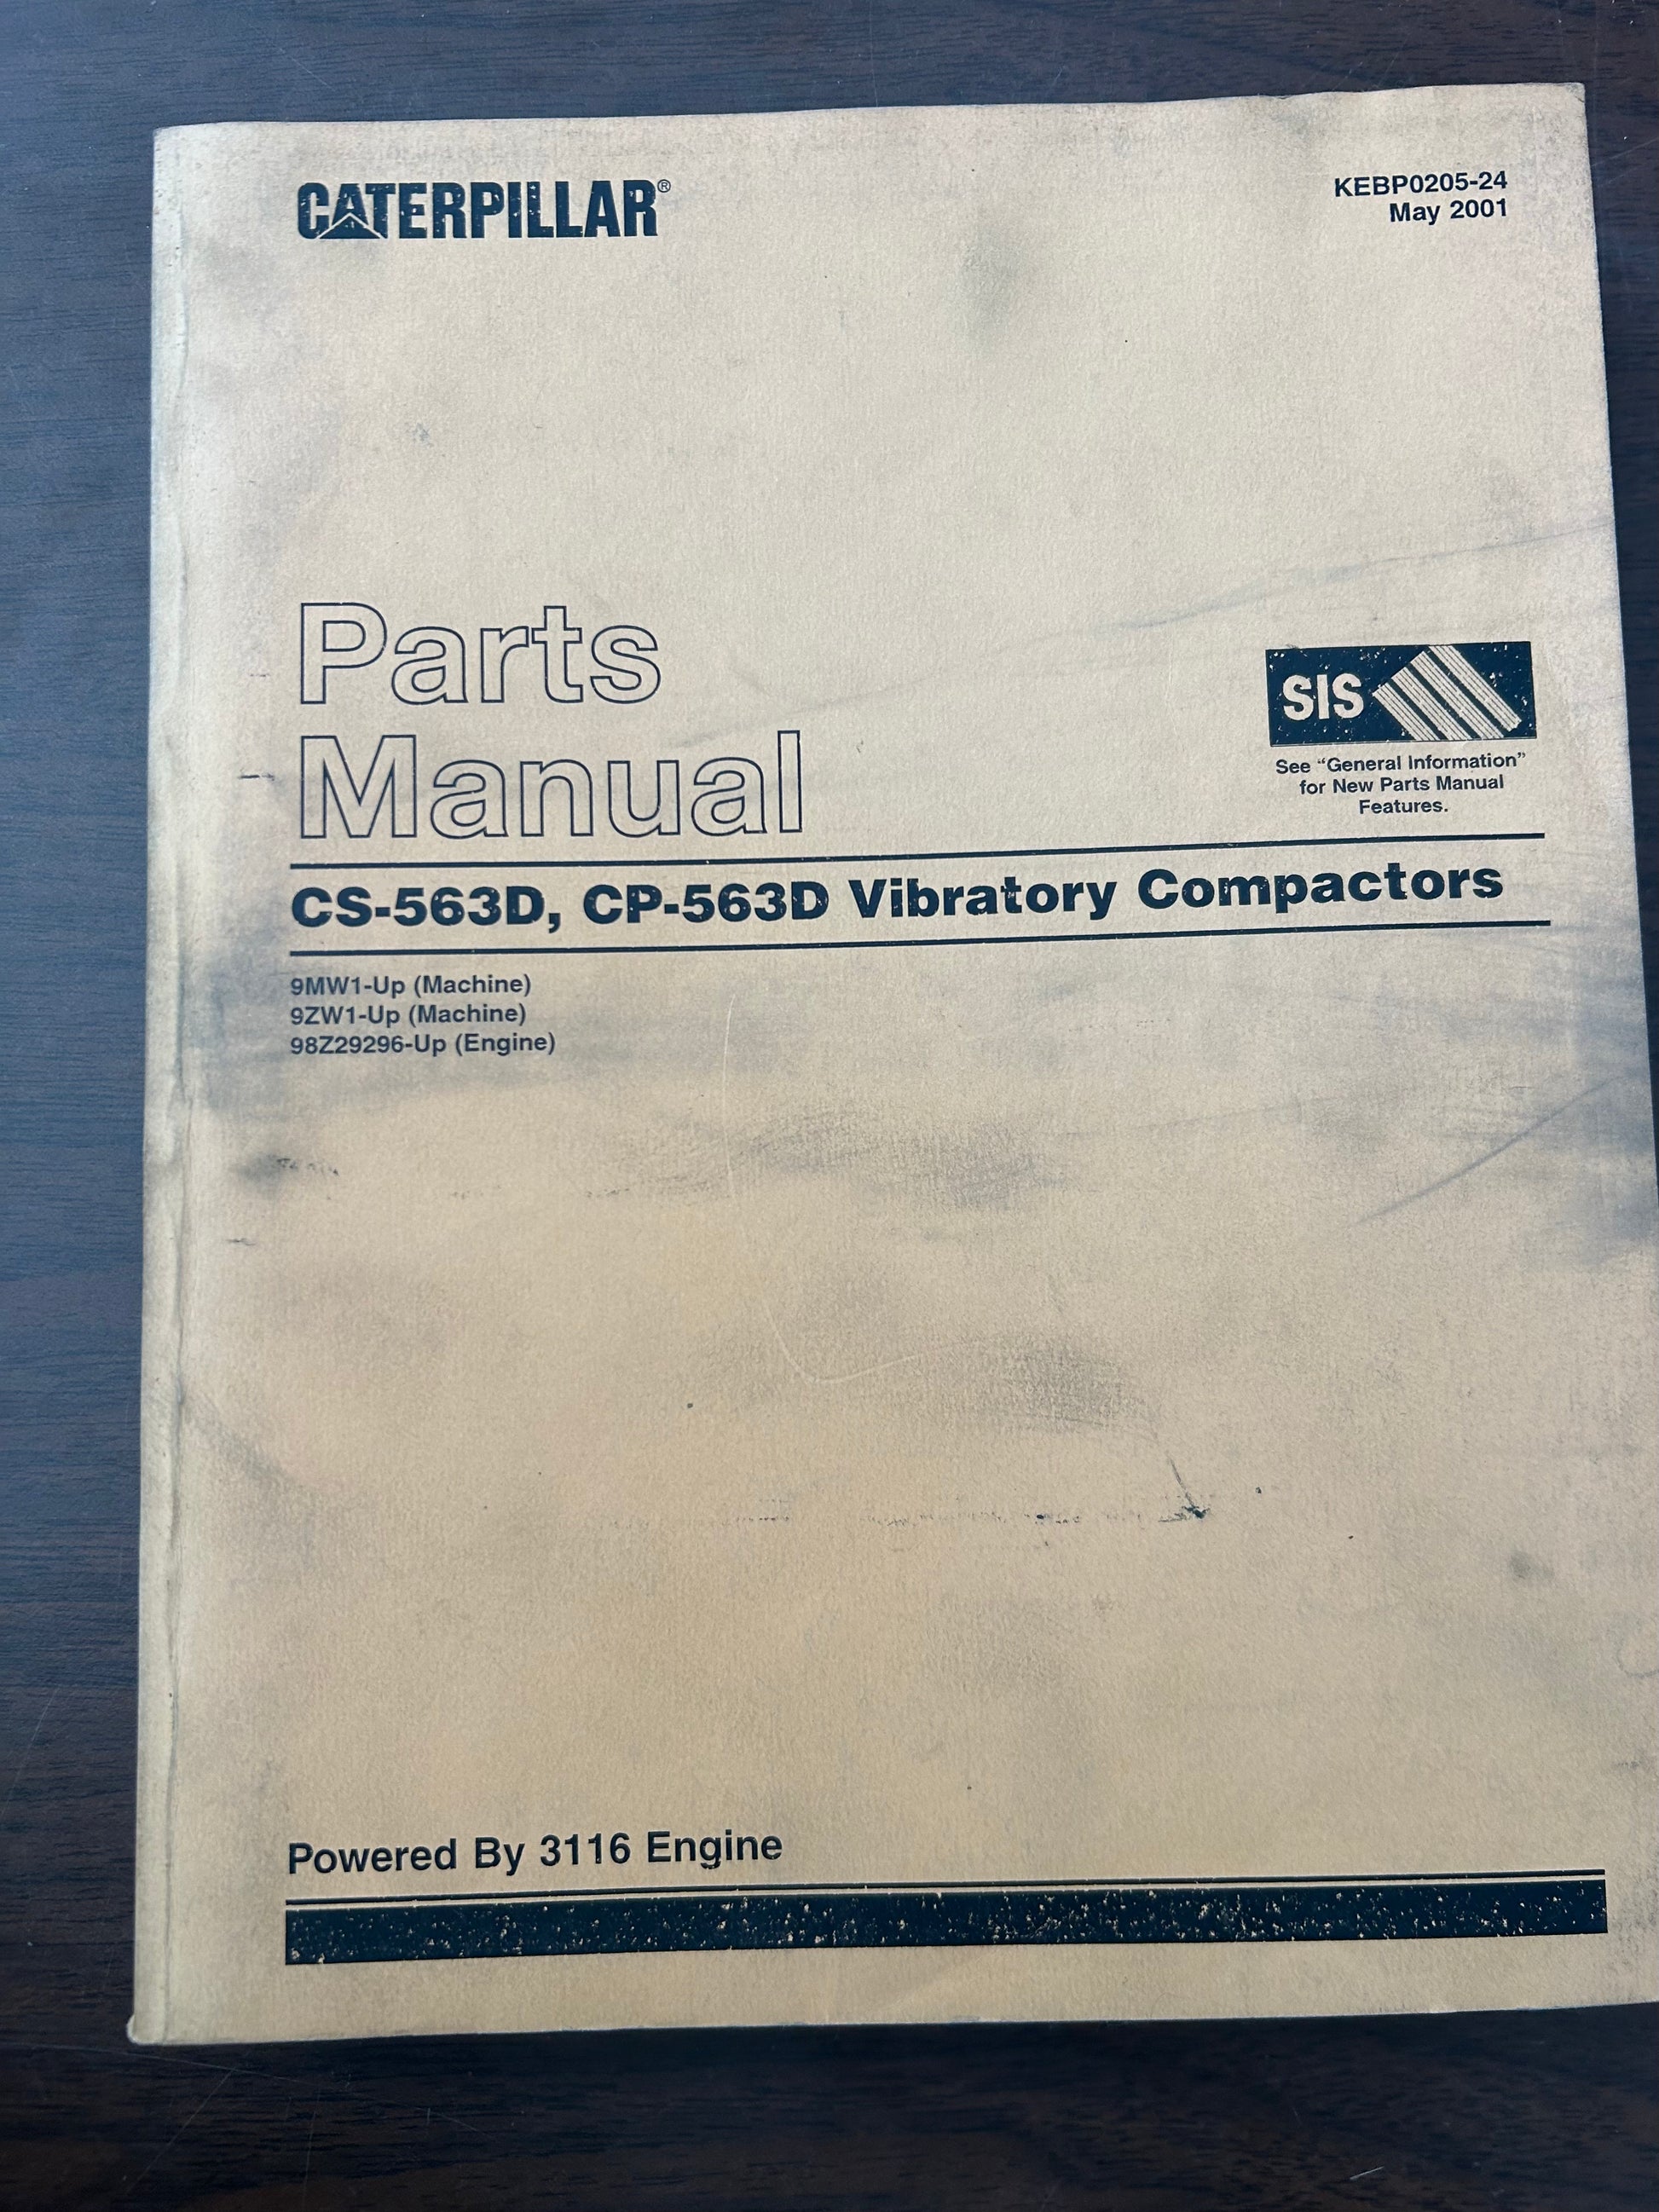 CATERPILLAR®
KEBP0205-24
May 2001
Parts
Manual
SIS
See “General Information”
for New Parts Manual
Features.
CS-563D, CP-563D Vibratory Compactors
9MW1-Up (Machine)
9ZW1-Up (Machine)
98Z29296-Up (Engine)
Powered By 3116 Engine